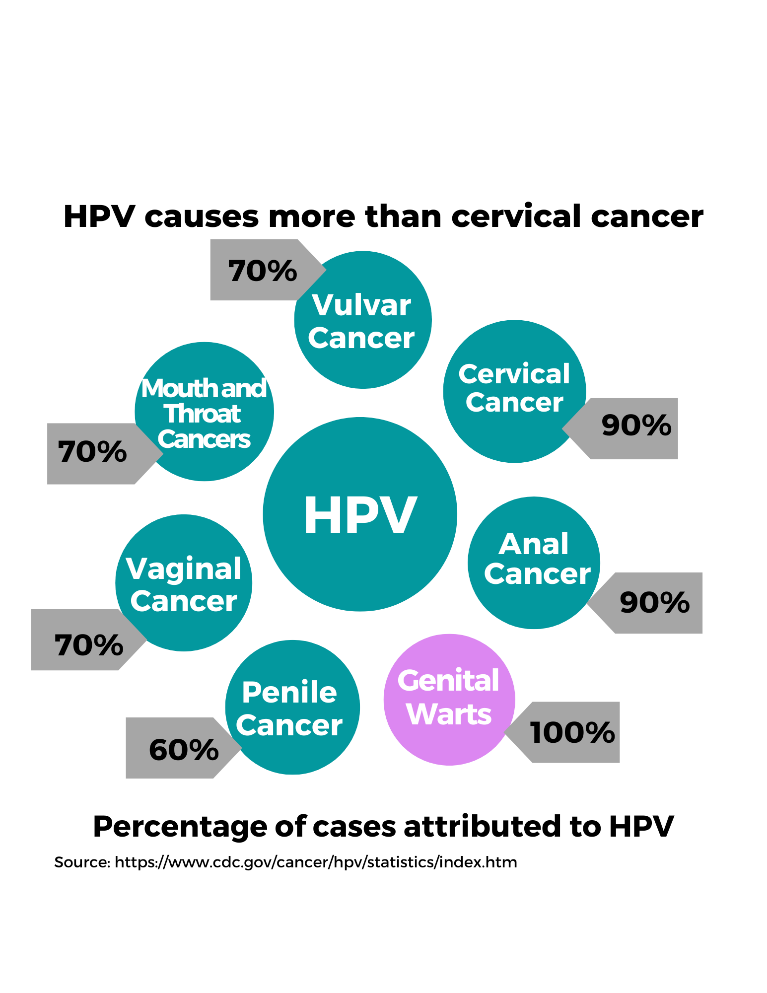 HPV causes more than cervical cancer
70%
Vulvar
Cancer
Cervical
Cancer
90%
Mouth and
Throat
Cancers
70%
HPV
Anal
Cancer
90%
Vaginal
Cancer
70%
Penile
Cancer
60%
Genital
Warts
100%
Percentage of cases attributed to HPV
Source: https://www.cdc.gov/cancer/hpv/statistics/index.htm